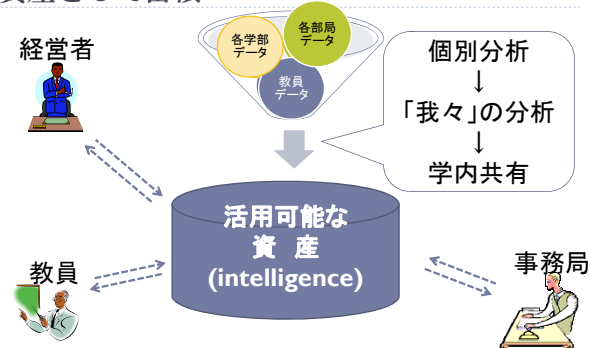 経営者
各学部
データ
各部局
データ
教員
データ
個別分析
↓
「我々」の分析
↓
学内共有
活用可能な
資 産
(intelligence)
教員
事務局